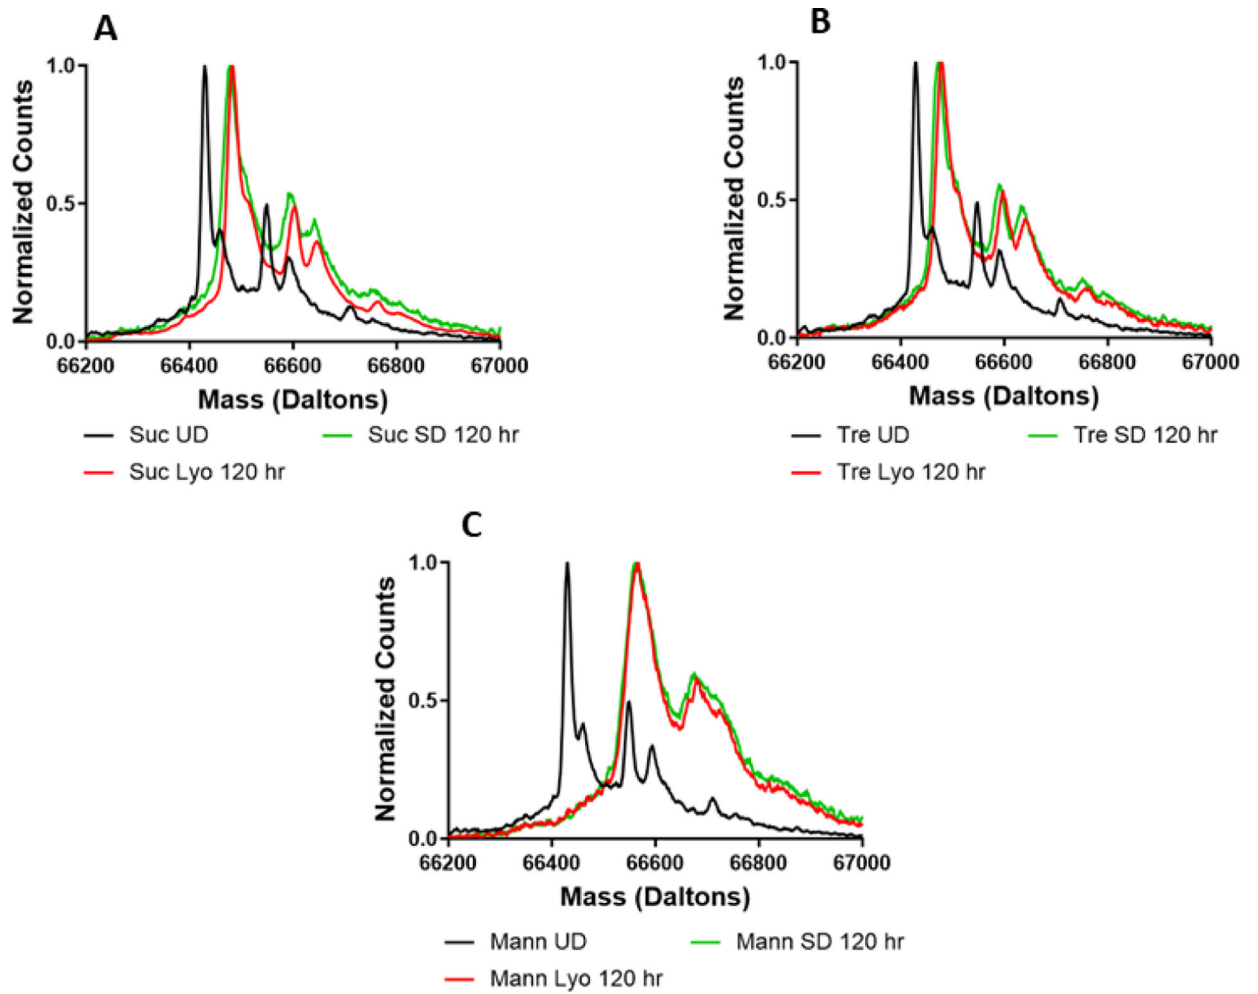 A
Normalized Counts
1.0
0.5
0.0
66200 66400 66600 66800 67000
Mass (Daltons)
Suc UD
Suc SD 120 hr
Suc Lyo 120 hr
B
Normalized Counts
1.0
0.5
0.0
66200 66400 66600 66800 67000
Mass (Daltons)
Tre UD
Tre SD 120 hr
Tre Lyo 120 hr
C
Normalized Counts
1.0
0.5
0.0
66200 66400 66600 66800 67000
Mass (Daltons)
Mann UD
Mann SD 120 hr
Mann Lyo 120 hr